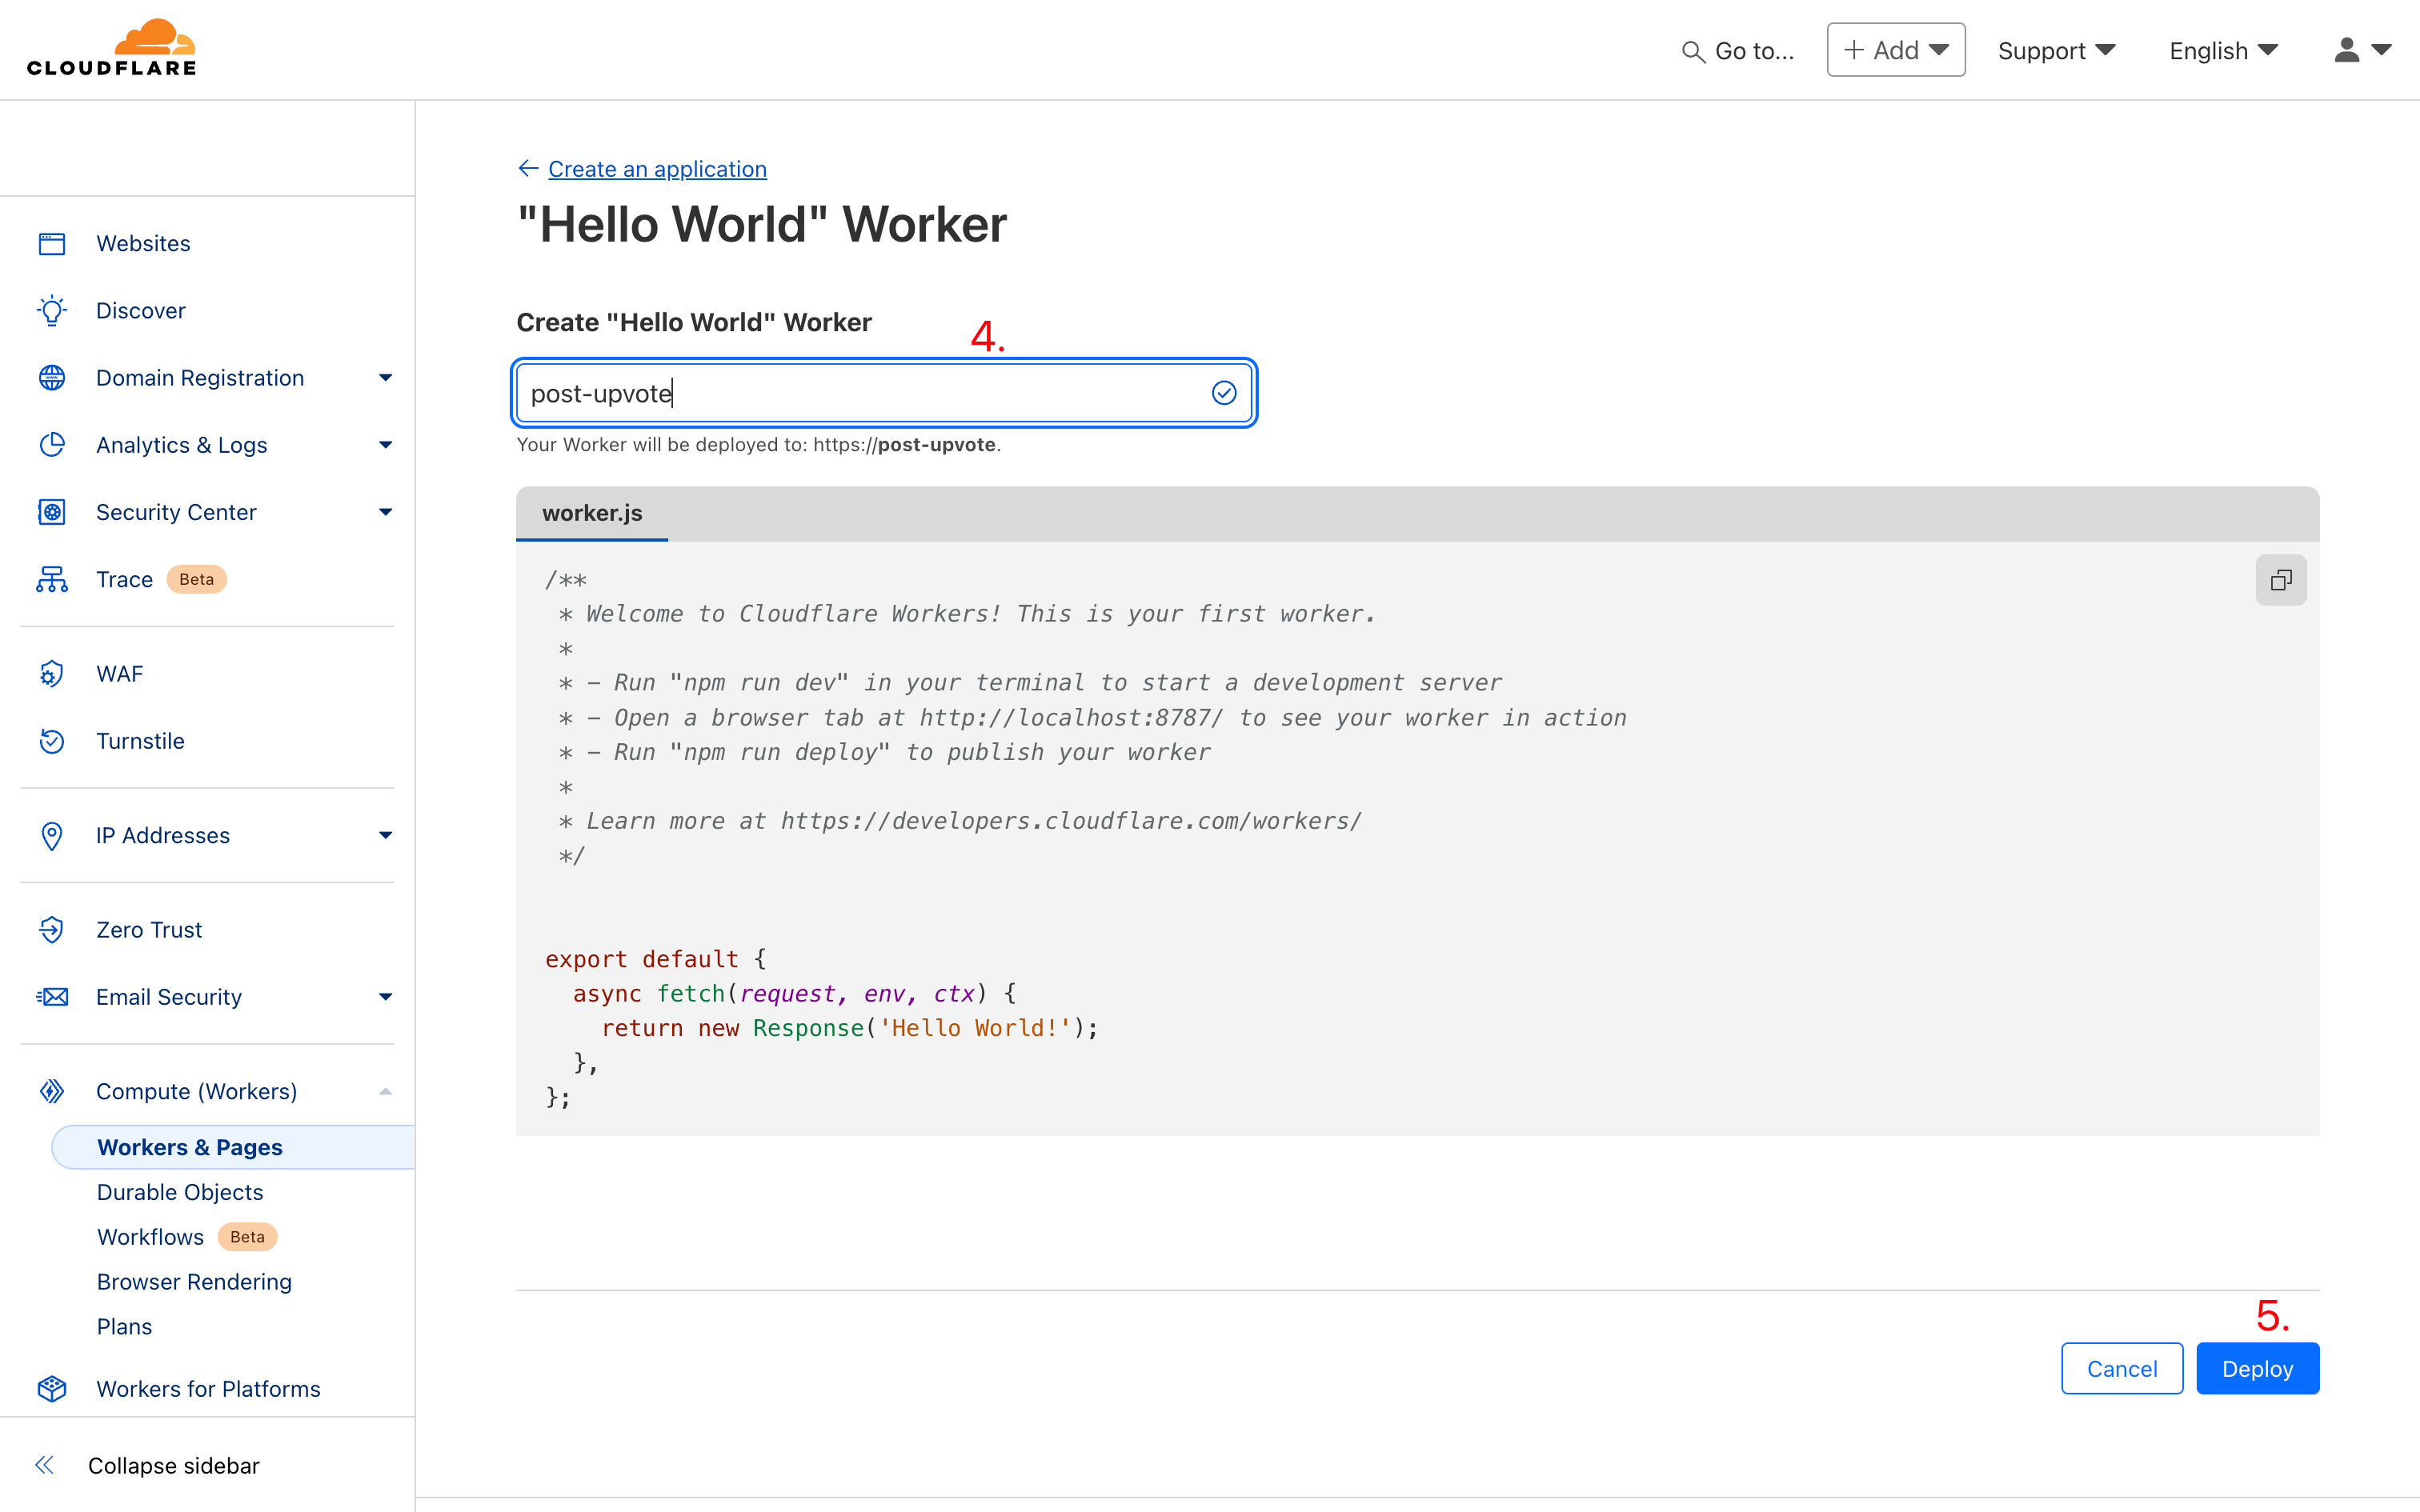 CLOUDFLARE
Go to...
Add
Support
English
Websites
Discover
Domain Registration
Analytics & Logs
Security Center
Trace Beta
WAF
Turnstile
IP Addresses
Zero Trust
Email Security
Compute (Workers)
Workers & Pages
Durable Objects
Workflows Beta
Browser Rendering
Plans
Workers for Platforms
Collapse sidebar
← Create an application
"Hello World" Worker
Create "Hello World" Worker
4.
post-upvote
Your Worker will be deployed to: https://post-upvote.
worker.js
/**
 * Welcome to Cloudflare Workers! This is your first worker.
 *
 * - Run "npm run dev" in your terminal to start a development server
 * - Open a browser tab at http://localhost:8787/ to see your worker in action
 * - Run "npm run deploy" to publish your worker
 *
 * Learn more at https://developers.cloudflare.com/workers/
 */
export default {
  async fetch(request, env, ctx) {
    return new Response('Hello World!');
  },
};
5.
Cancel
Deploy